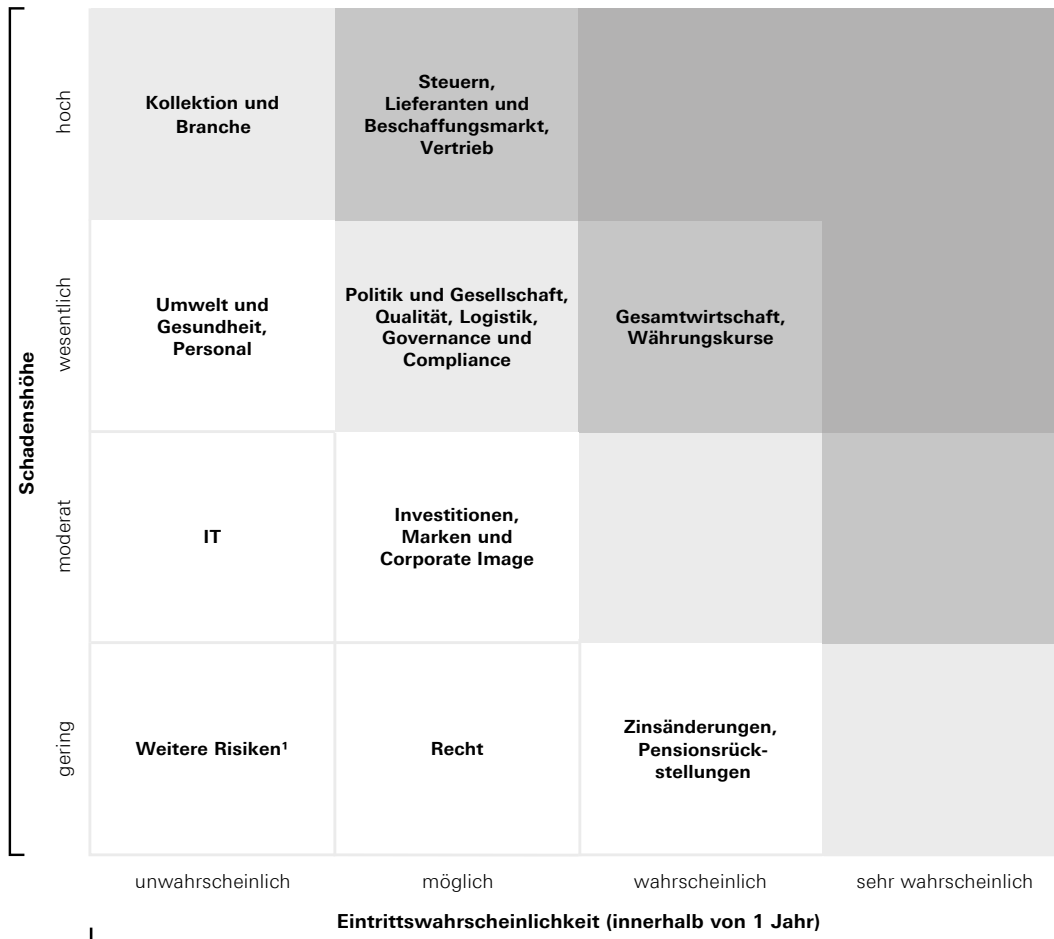 Schadenshöhe
hoch
Kollektion und
Branche
Steuern,
Lieferanten und
Beschaffungsmarkt,
Vertrieb
wesentlich
Umwelt und
Gesundheit,
Personal
Politik und Gesellschaft,
Qualität, Logistik,
Governance und
Compliance
Gesamtwirtschaft,
Währungskurse
moderat
IT
Investitionen,
Marken und
Corporate Image
gering
Weitere Risiken¹
Recht
Zinsänderungen,
Pensionsrück-
stellungen
unwahrscheinlich
möglich
wahrscheinlich
sehr wahrscheinlich
Eintrittswahrscheinlichkeit (innerhalb von 1 Jahr)